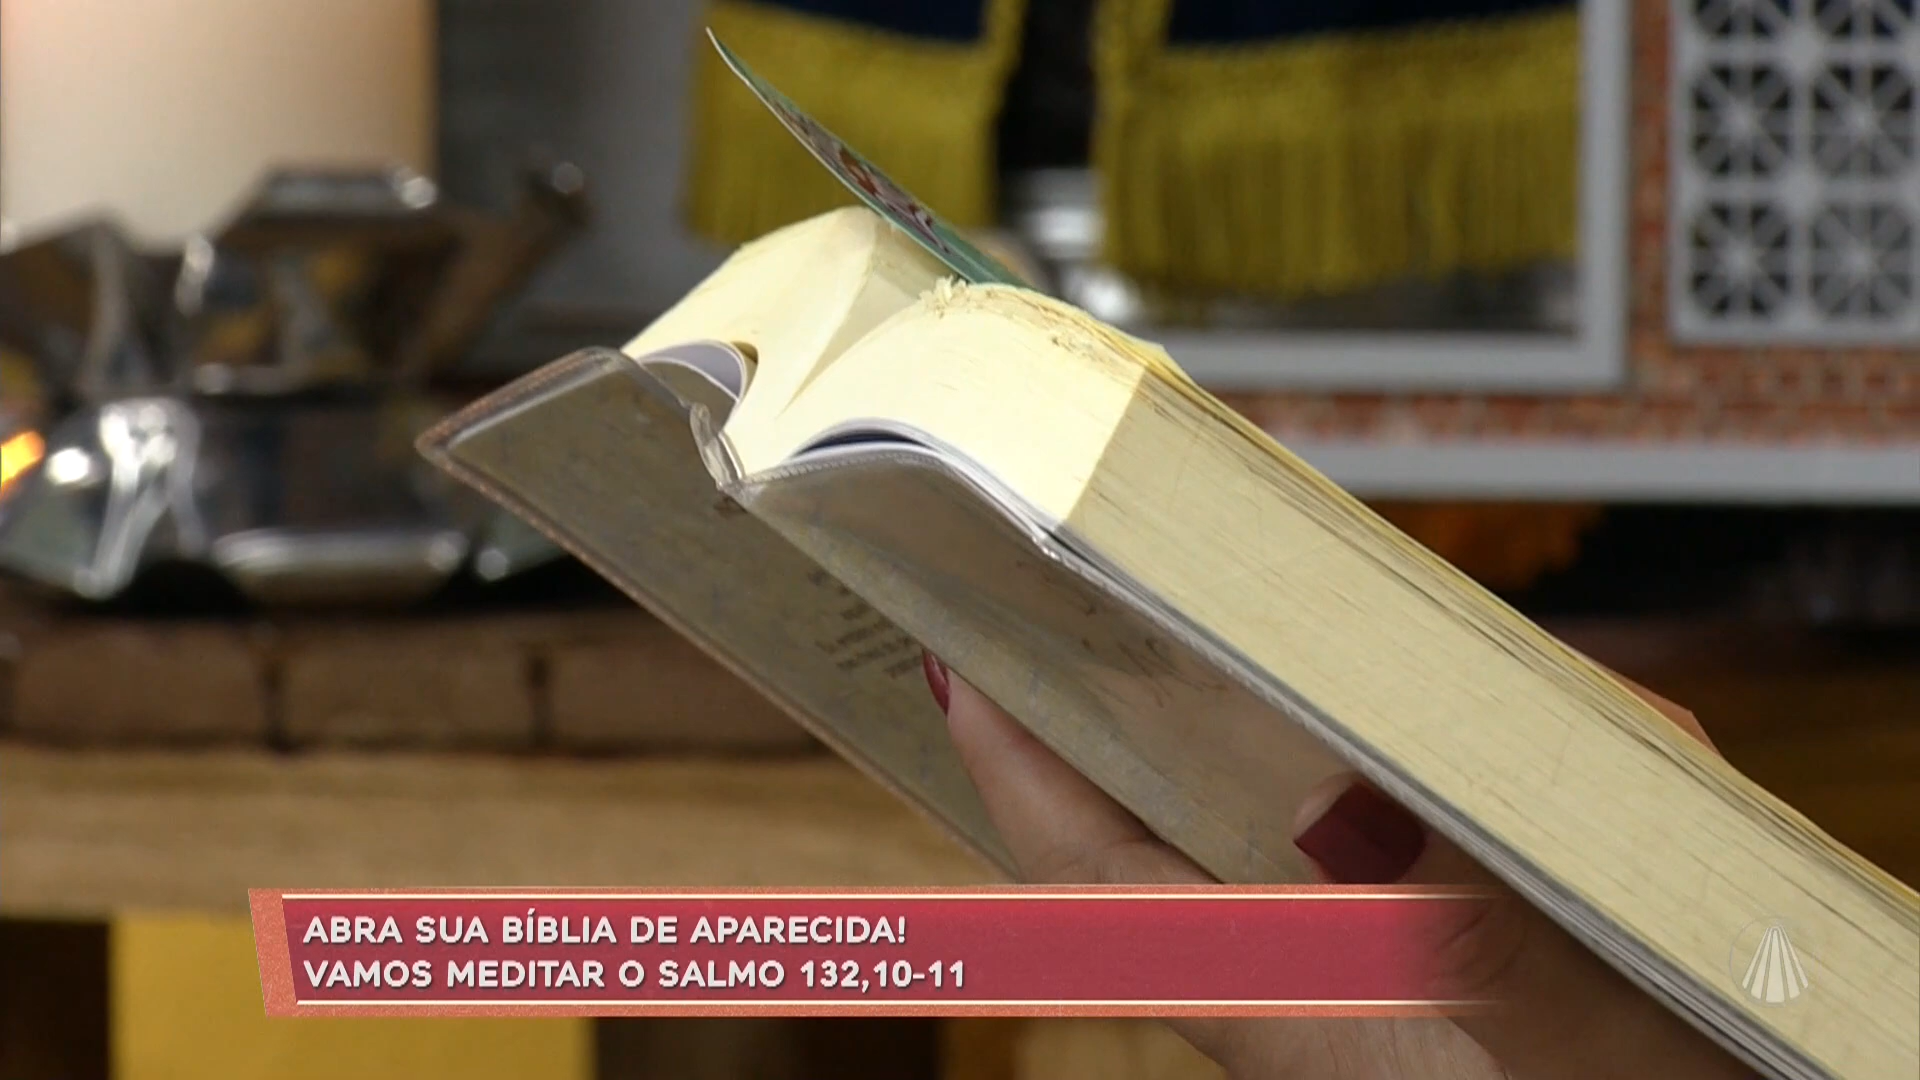 ABRA SUA BÍBLIA DE APARECIDA!
VAMOS MEDITAR O SALMO 132,10-11